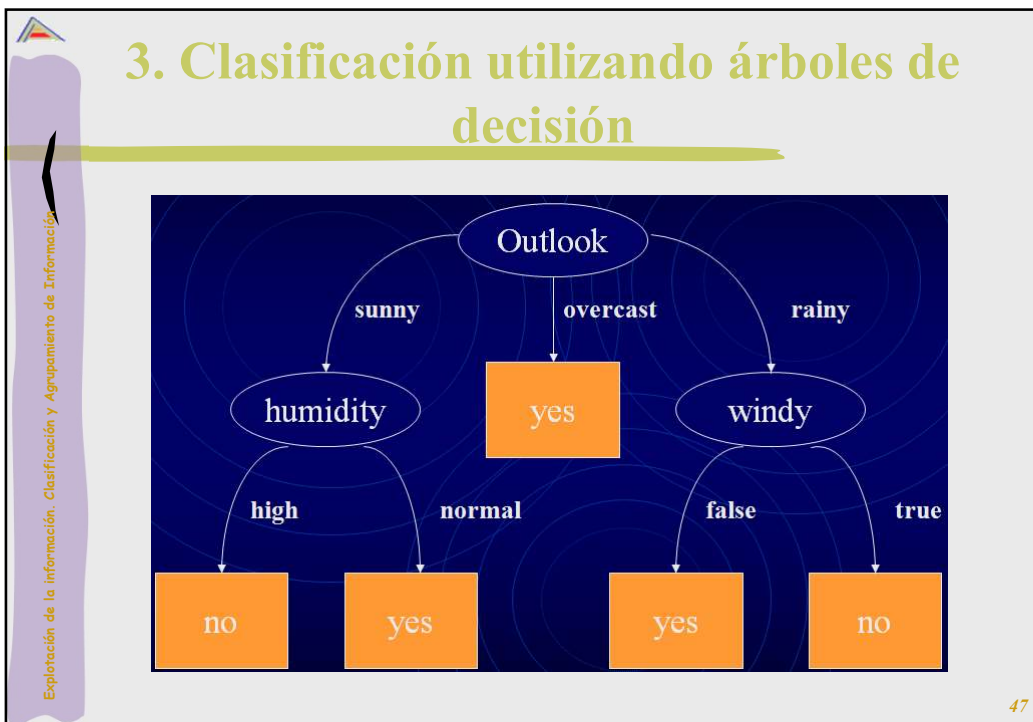 3. Clasificación utilizando árboles de
decisión
Explotación de la información. Clasificación y Agrupamiento de Información
Outlook
sunny
overcast
rainy
humidity
yes
windy
high
normal
false
true
no
yes
yes
no
47